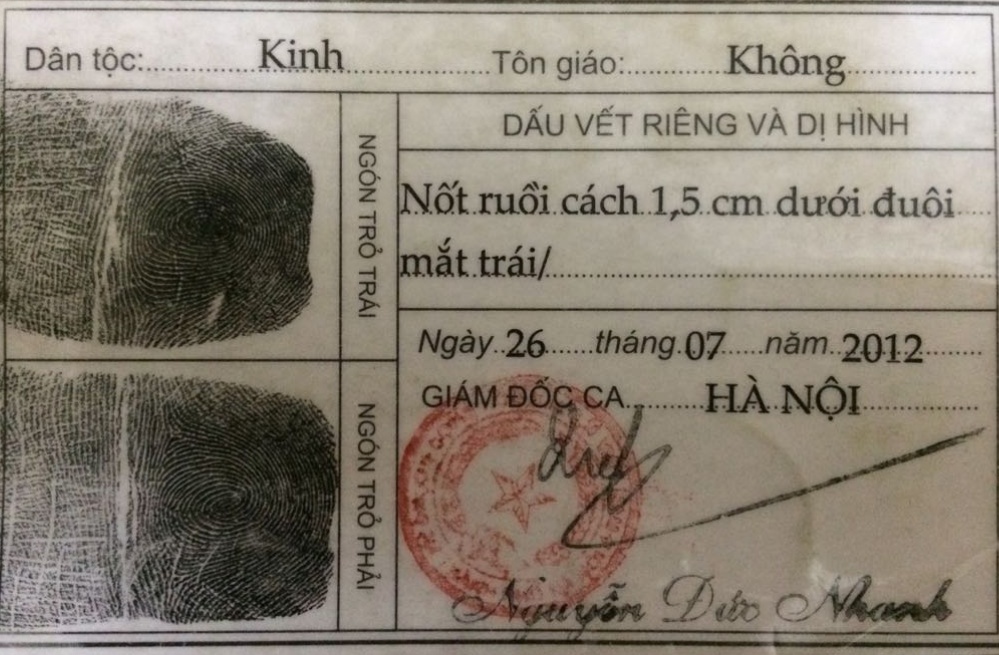 Dân tộc: Kinh Tôn giáo: Không
NGÓN TRỎ TRÁI
DẤU VẾT RIÊNG VÀ DỊ HÌNH
Nốt ruồi cách 1,5 cm dưới đuôi
mắt trái/
Ngày 26 tháng 07 năm 2012
GIÁM ĐỐC CA HÀ NỘI
NGÓN TRỎ PHẢI
Nguyễn Đức Nhanh